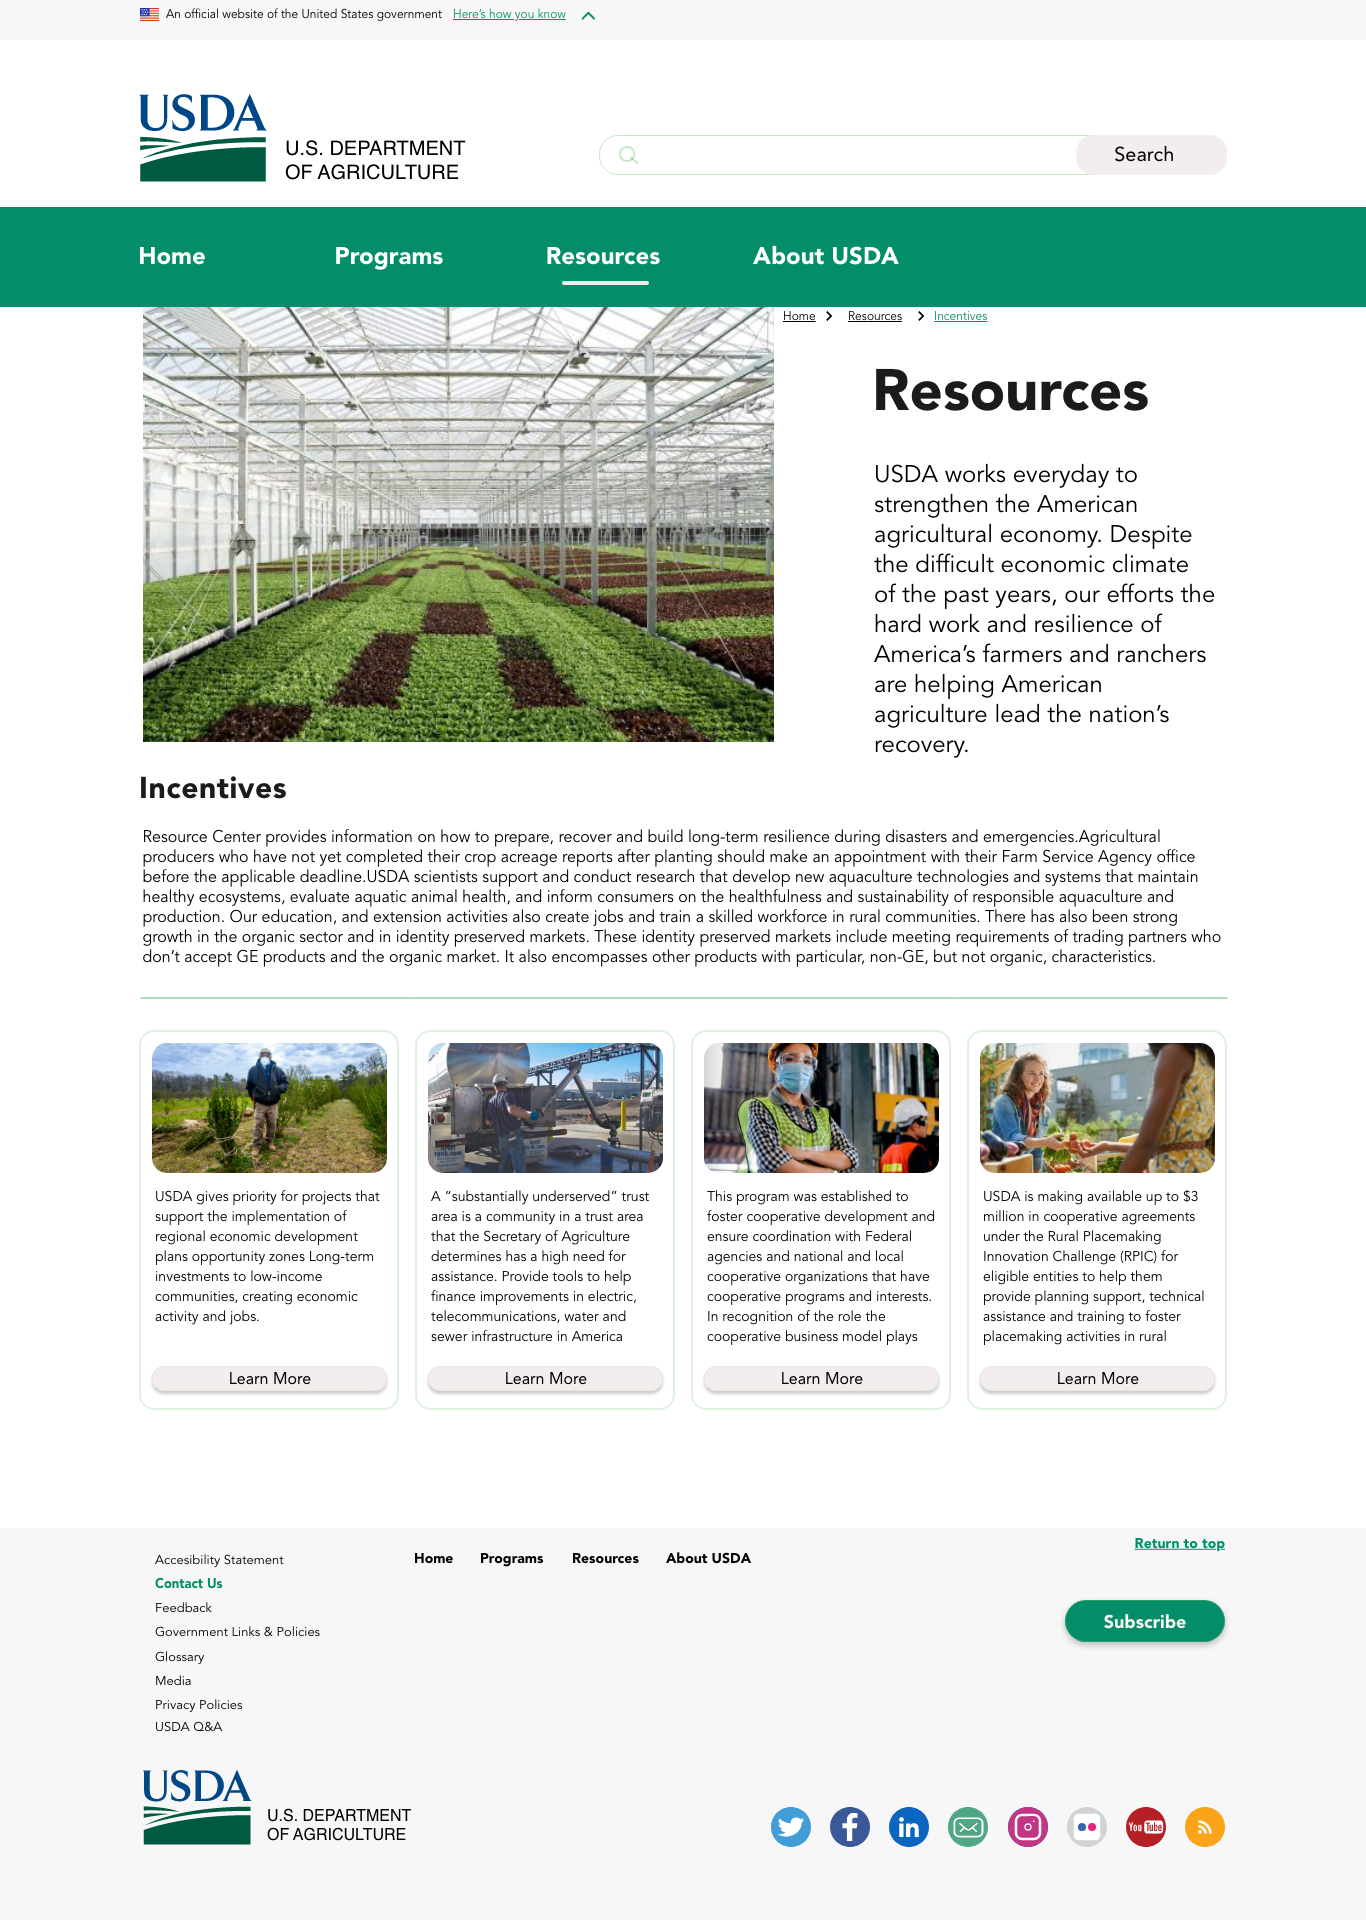 An official website of the United States government Here's how you know
USDA
U.S. DEPARTMENT
OF AGRICULTURE
Search
Home Programs Resources About USDA
Home Resources Incentives
Resources
USDA works everyday to
strengthen the American
agricultural economy. Despite
the difficult economic climate
of the past years, our efforts the
hard work and resilience of
America's farmers and ranchers
are helping American
agriculture lead the nation's
recovery.
Incentives
Resource Center provides information on how to prepare, recover and build long-term resilience during disasters and emergencies.Agricultural
producers who have not yet completed their crop acreage reports after planting should make an appointment with their Farm Service Agency office
before the applicable deadline.USDA scientists support and conduct research that develop new aquaculture technologies and systems that maintain
healthy ecosystems, evaluate aquatic animal health, and inform consumers on the healthfulness and sustainability of responsible aquaculture and
production. Our education, and extension activities also create jobs and train a skilled workforce in rural communities. There has also been strong
growth in the organic sector and in identity preserved markets. These identity preserved markets include meeting requirements of trading partners who
don't accept GE products and the organic market. It also encompasses other products with particular, non-GE, but not organic, characteristics.
USDA gives priority for projects that
support the implementation of
regional economic development
plans opportunity zones Long-term
investments to low-income
communities, creating economic
activity and jobs.
Learn More
A “substantially underserved” trust
area is a community in a trust area
that the Secretary of Agriculture
determines has a high need for
assistance. Provide tools to help
finance improvements in electric,
telecommunications, water and
sewer infrastructure in America
Learn More
This program was established to
foster cooperative development and
ensure coordination with Federal
agencies and national and local
cooperative organizations that have
cooperative programs and interests.
In recognition of the role the
cooperative business model plays
Learn More
USDA is making available up to $3
million in cooperative agreements
under the Rural Placemaking
Innovation Challenge (RPIC) for
eligible entities to help them
provide planning support, technical
assistance and training to foster
placemaking activities in rural
Learn More
Accesibility Statement
Contact Us
Feedback
Government Links & Policies
Glossary
Media
Privacy Policies
USDA Q&A
Home Programs Resources About USDA
Return to top
Subscribe
USDA
U.S. DEPARTMENT
OF AGRICULTURE
in
You Tube